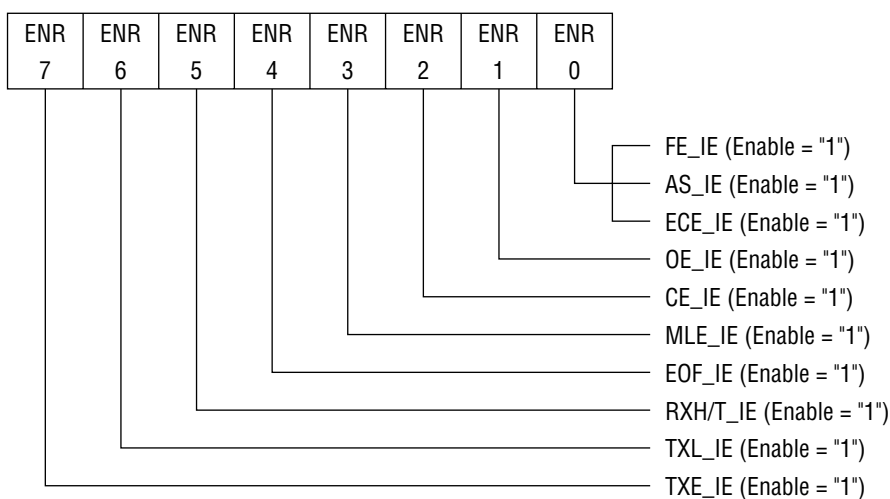 ENR ENR ENR ENR ENR ENR ENR ENR
7 6 5 4 3 2 1 0
FE_IE (Enable = "1")
AS_IE (Enable = "1")
ECE_IE (Enable = "1")
OE_IE (Enable = "1")
CE_IE (Enable = "1")
MLE_IE (Enable = "1")
EOF_IE (Enable = "1")
RXH/T_IE (Enable = "1")
TXL_IE (Enable = "1")
TXE_IE (Enable = "1")